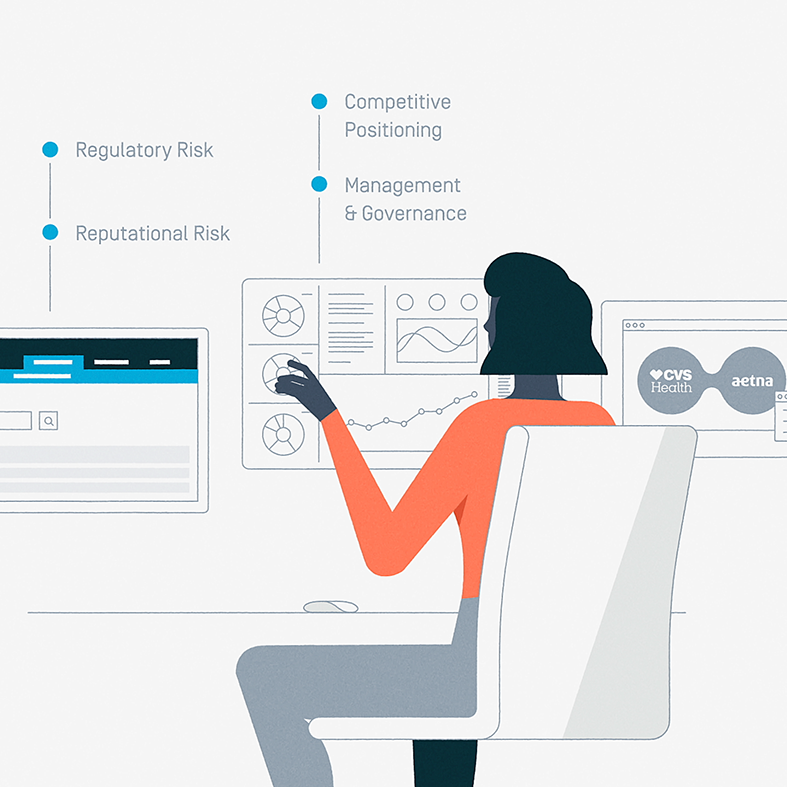 Competitive
Positioning
Regulatory Risk
Management
& Governance
Reputational Risk
CVS
Health
aetna